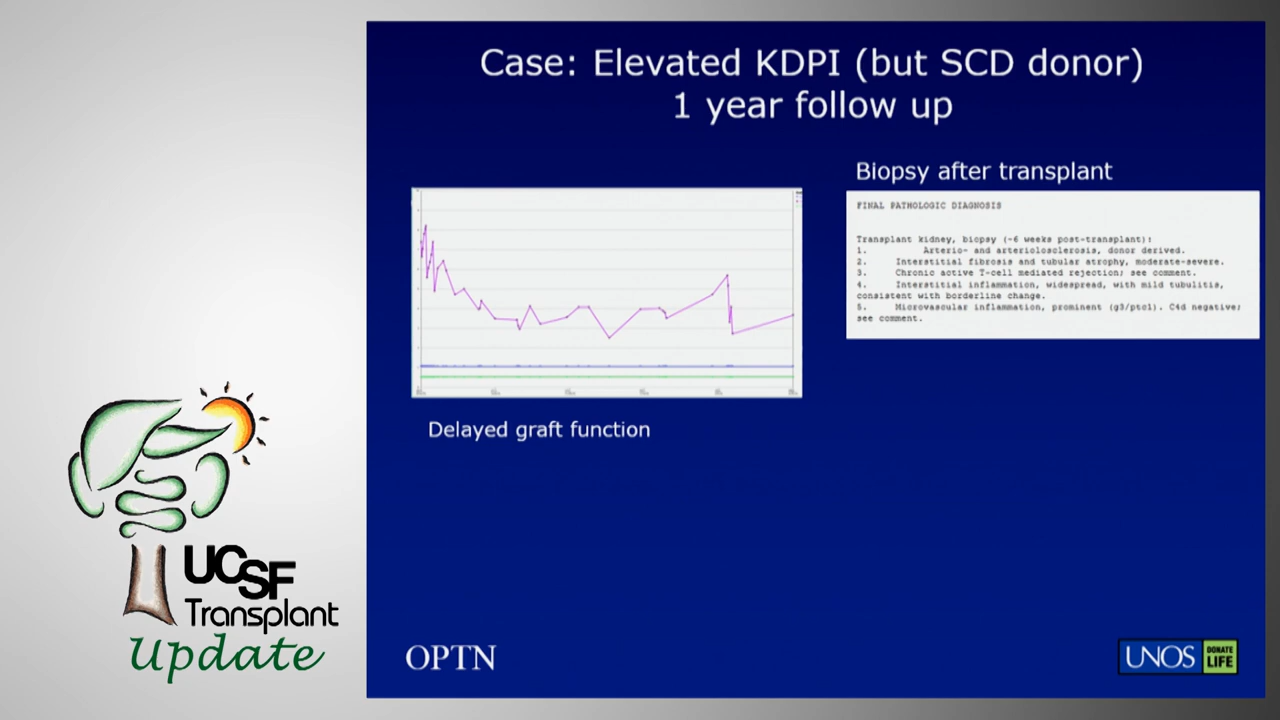 Case: Elevated KDPI (but SCD donor)
1 year follow up
Biopsy after transplant
FINAL PATHOLOGIC DIAGNOSIS
Transplant kidney, biopsy (~6 weeks post-transplant):
1. Arterio- and arteriolosclerosis, donor derived.
2. Interstitial fibrosis and tubular atrophy, moderate-severe.
3. Chronic active T-cell mediated rejection; see comment.
4. Interstitial inflammation, widespread, with mild tubulitis,
consistent with borderline change.
5. Microvascular inflammation, prominent (g3/ptc1). C4d negative;
see comment.
Delayed graft function
UCSF
Transplant
Update
OPTN
UNOS
DONATE
LIFE